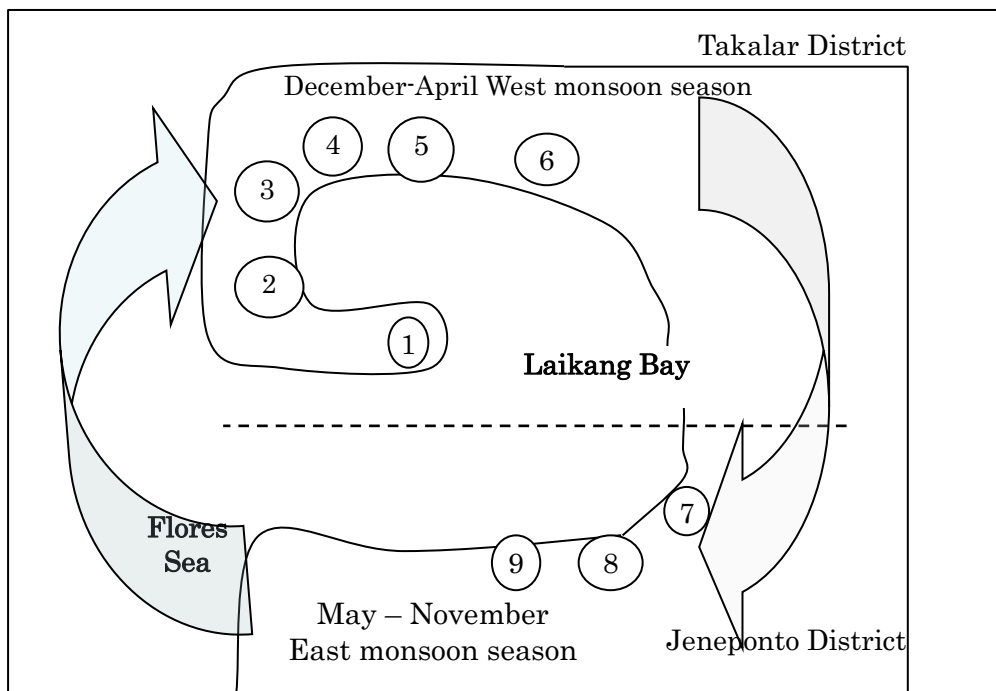 Takalar District
December-April West monsoon season
4
5
6
3
2
1
Laikang Bay
7
Flores
Sea
9
8
May – November
East monsoon season
Jeneponto District